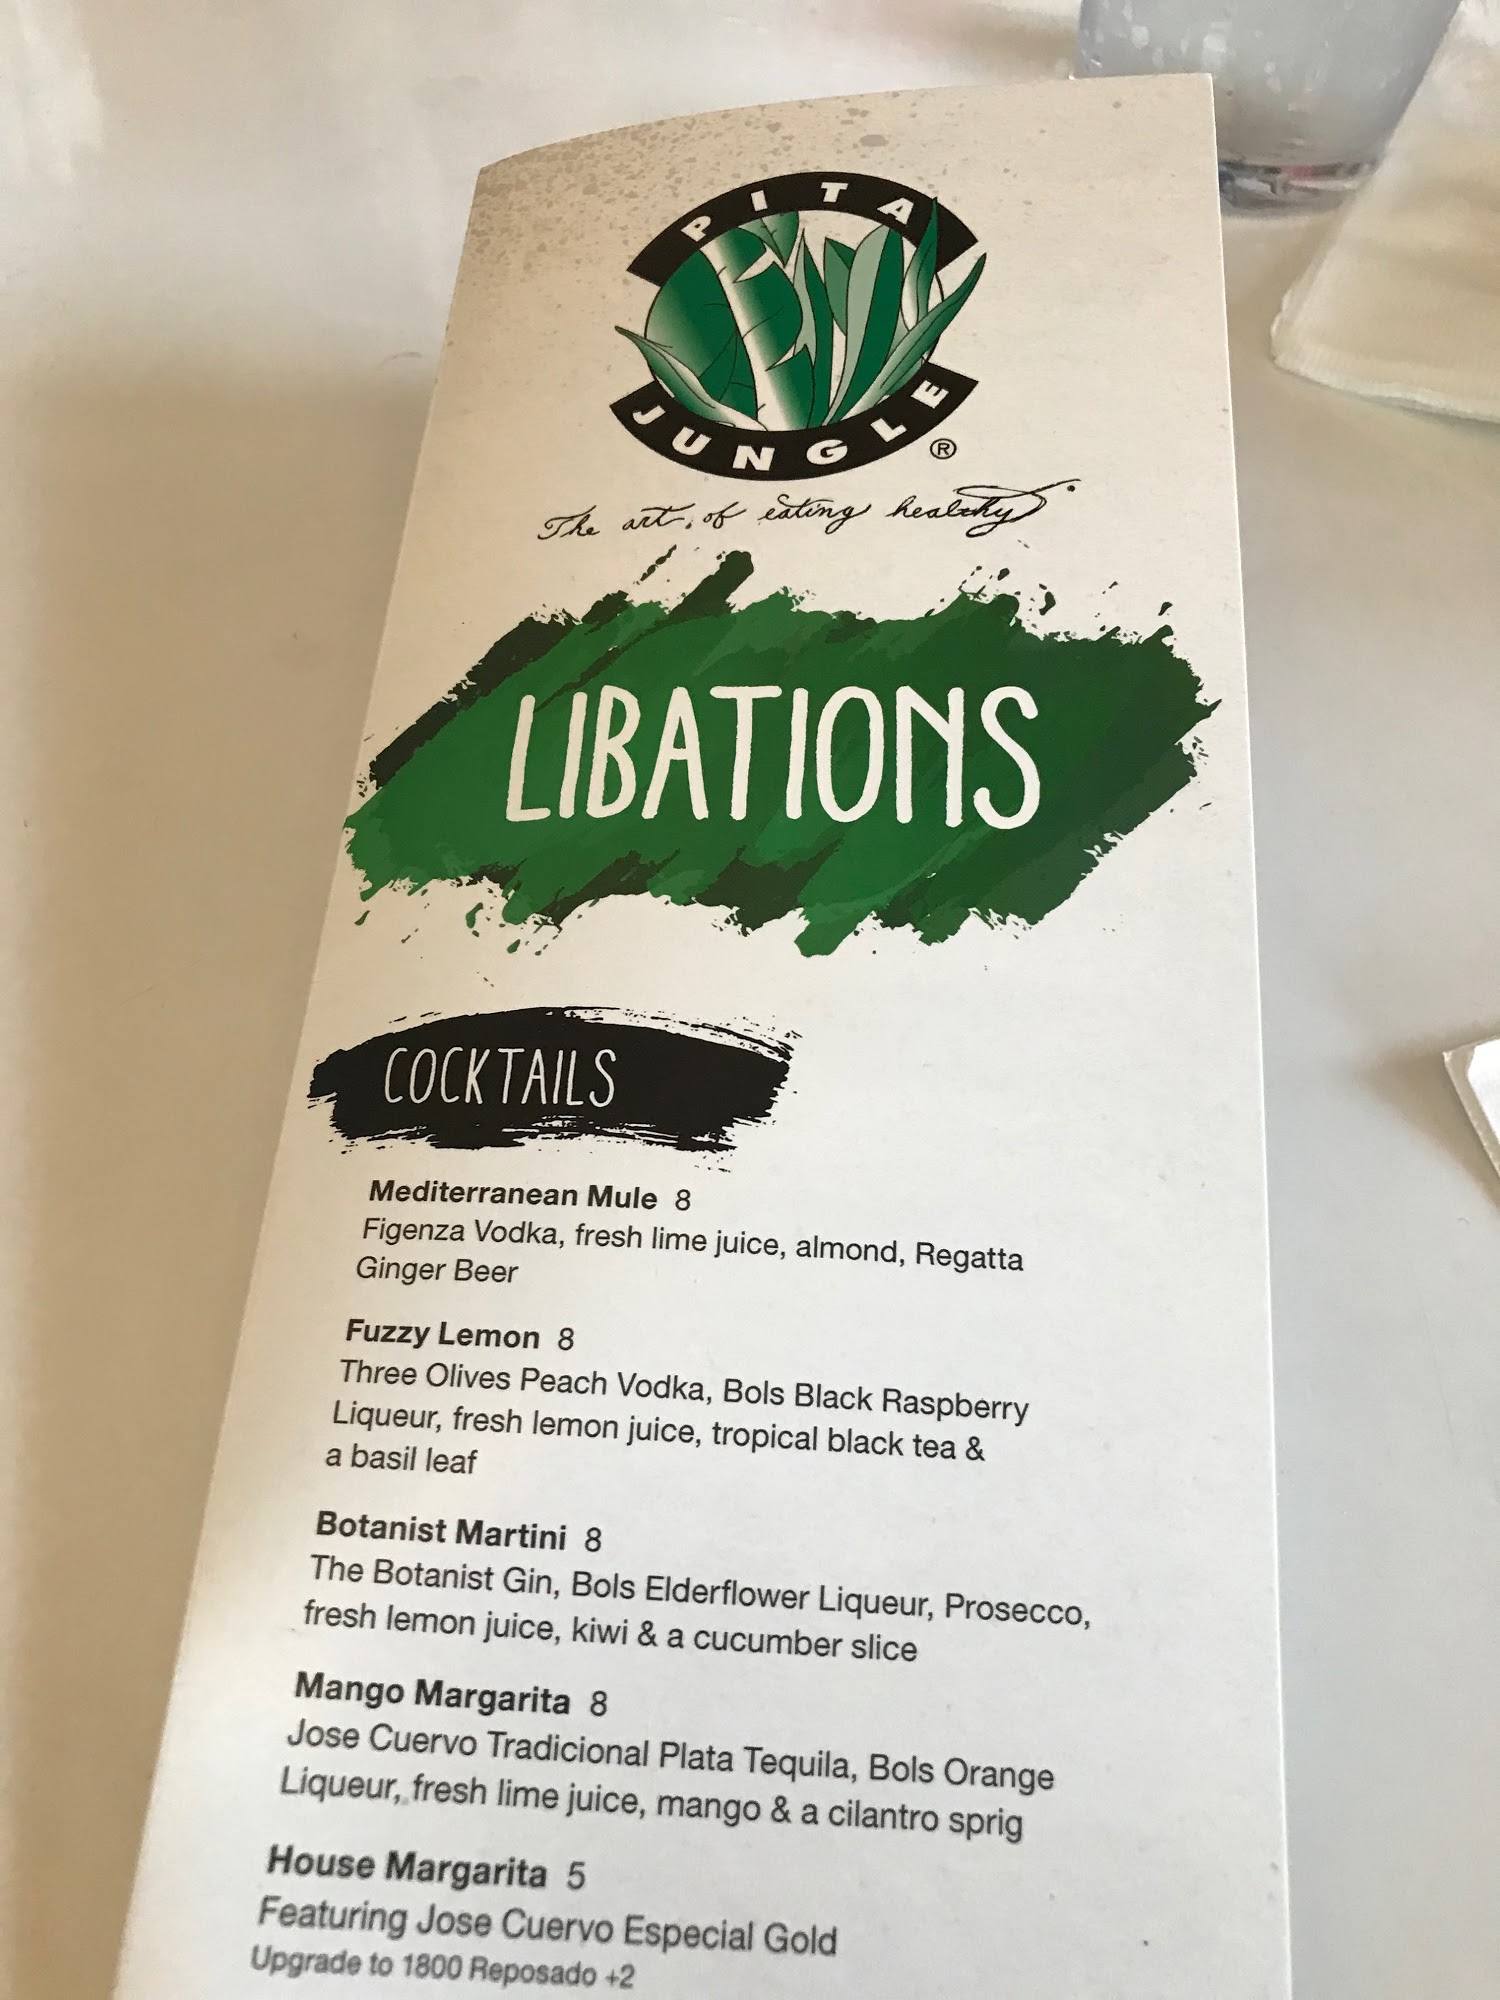 PITA
JUNGLE ®
The art of eating healthy
LIBATIONS
COCKTAILS
Mediterranean Mule 8
Figenza Vodka, fresh lime juice, almond, Regatta
Ginger Beer
Fuzzy Lemon 8
Three Olives Peach Vodka, Bols Black Raspberry
Liqueur, fresh lemon juice, tropical black tea &
a basil leaf
Botanist Martini 8
The Botanist Gin, Bols Elderflower Liqueur, Prosecco,
fresh lemon juice, kiwi & a cucumber slice
Mango Margarita 8
Jose Cuervo Tradicional Plata Tequila, Bols Orange
Liqueur, fresh lime juice, mango & a cilantro sprig
House Margarita 5
Featuring Jose Cuervo Especial Gold
Upgrade to 1800 Reposado +2